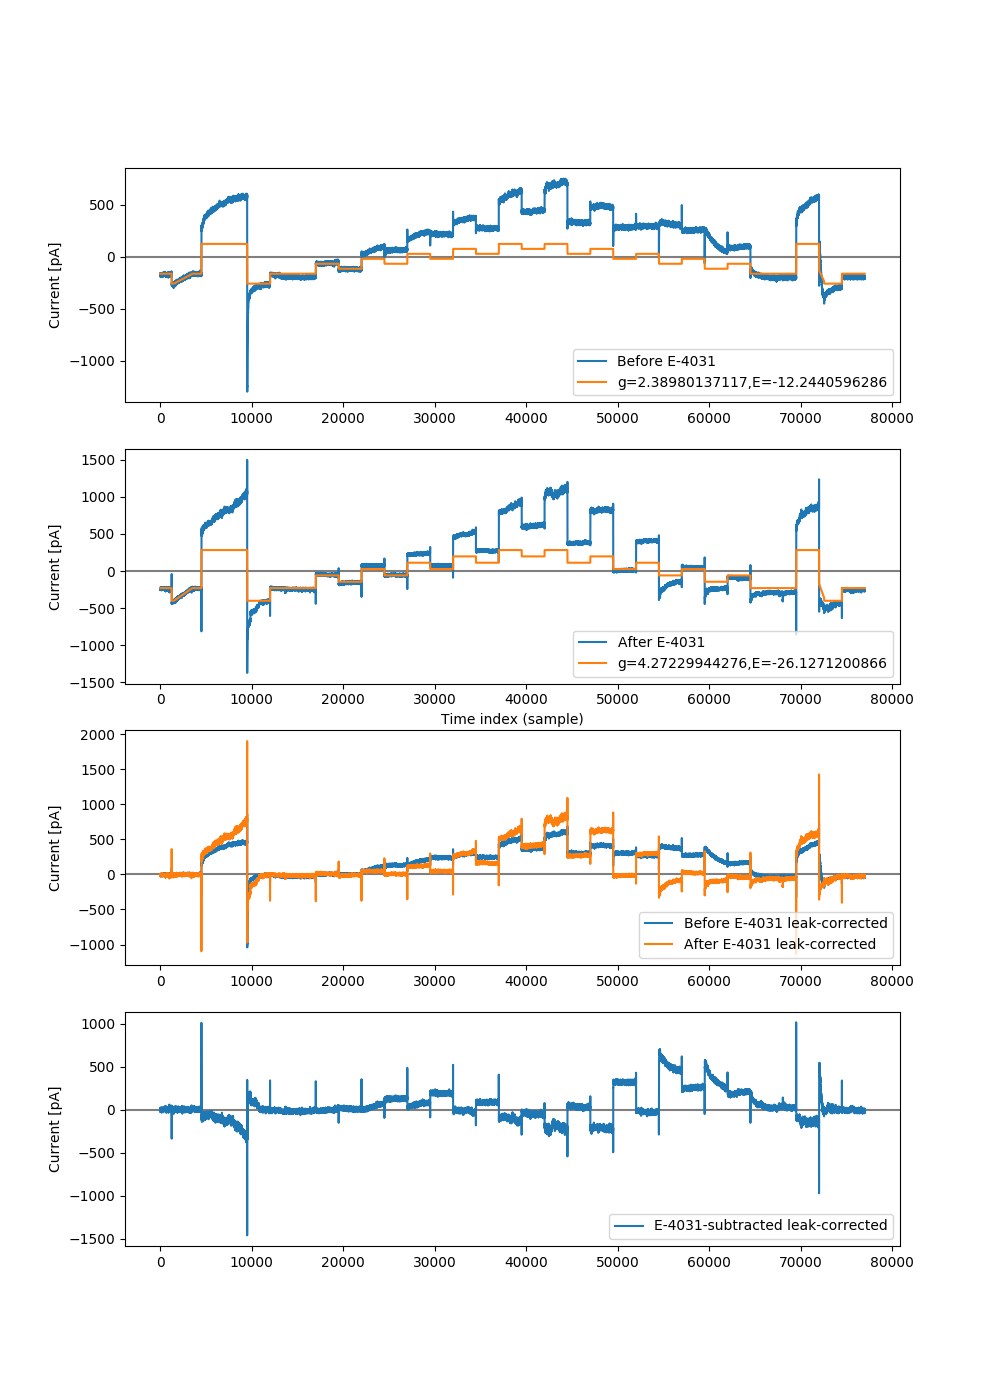 500
0
−500
−1000
Current [pA]
Before E-4031
g=2.38980137117,E=-12.2440596286
0 10000 20000 30000 40000 50000 60000 70000 80000
1500
1000
500
0
−500
−1000
−1500
Current [pA]
After E-4031
g=4.27229944276,E=-26.1271200866
0 10000 20000 30000 40000 50000 60000 70000 80000
Time index (sample)
2000
1500
1000
500
0
−500
−1000
Current [pA]
Before E-4031 leak-corrected
After E-4031 leak-corrected
0 10000 20000 30000 40000 50000 60000 70000 80000
1000
500
0
−500
−1000
−1500
Current [pA]
E-4031-subtracted leak-corrected
0 10000 20000 30000 40000 50000 60000 70000 80000